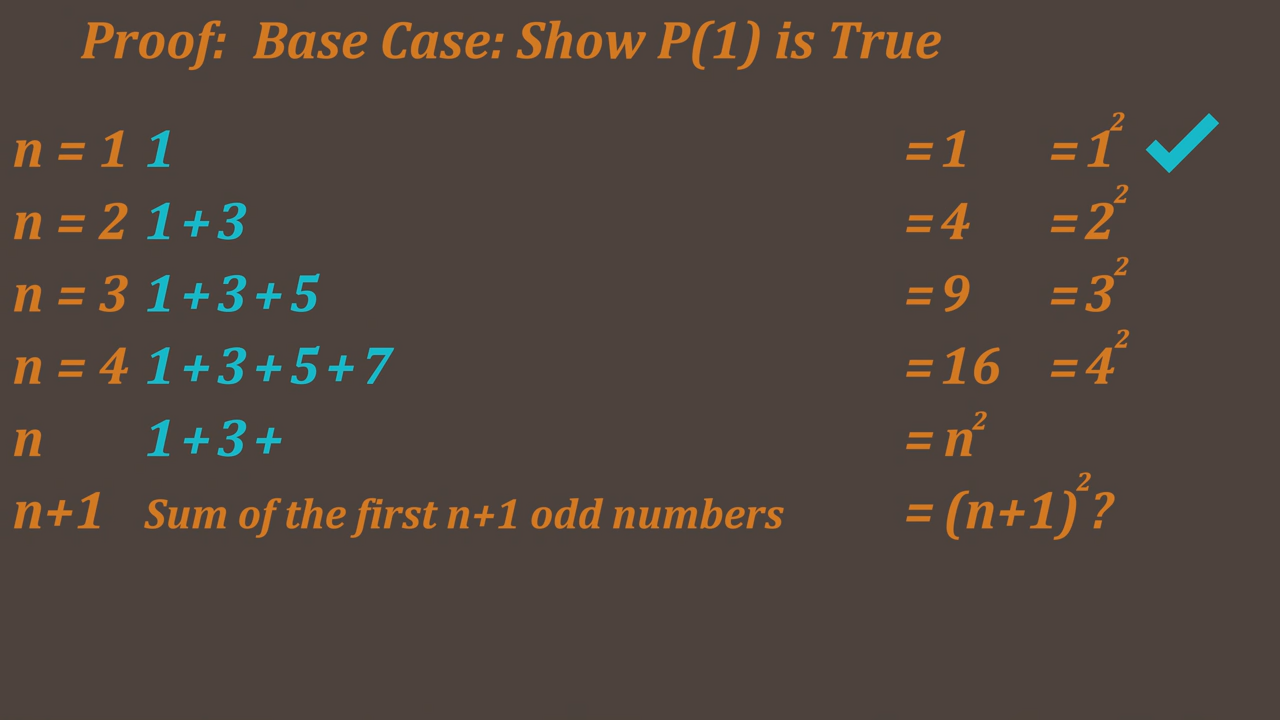 Proof: Base Case: Show P(1) is True
n = 1 1 = 1 = 1²
n = 2 1 + 3 = 4 = 2²
n = 3 1 + 3 + 5 = 9 = 3²
n = 4 1 + 3 + 5 + 7 = 16 = 4²
n 1 + 3 + = n²
n+1 Sum of the first n+1 odd numbers = (n+1)²?